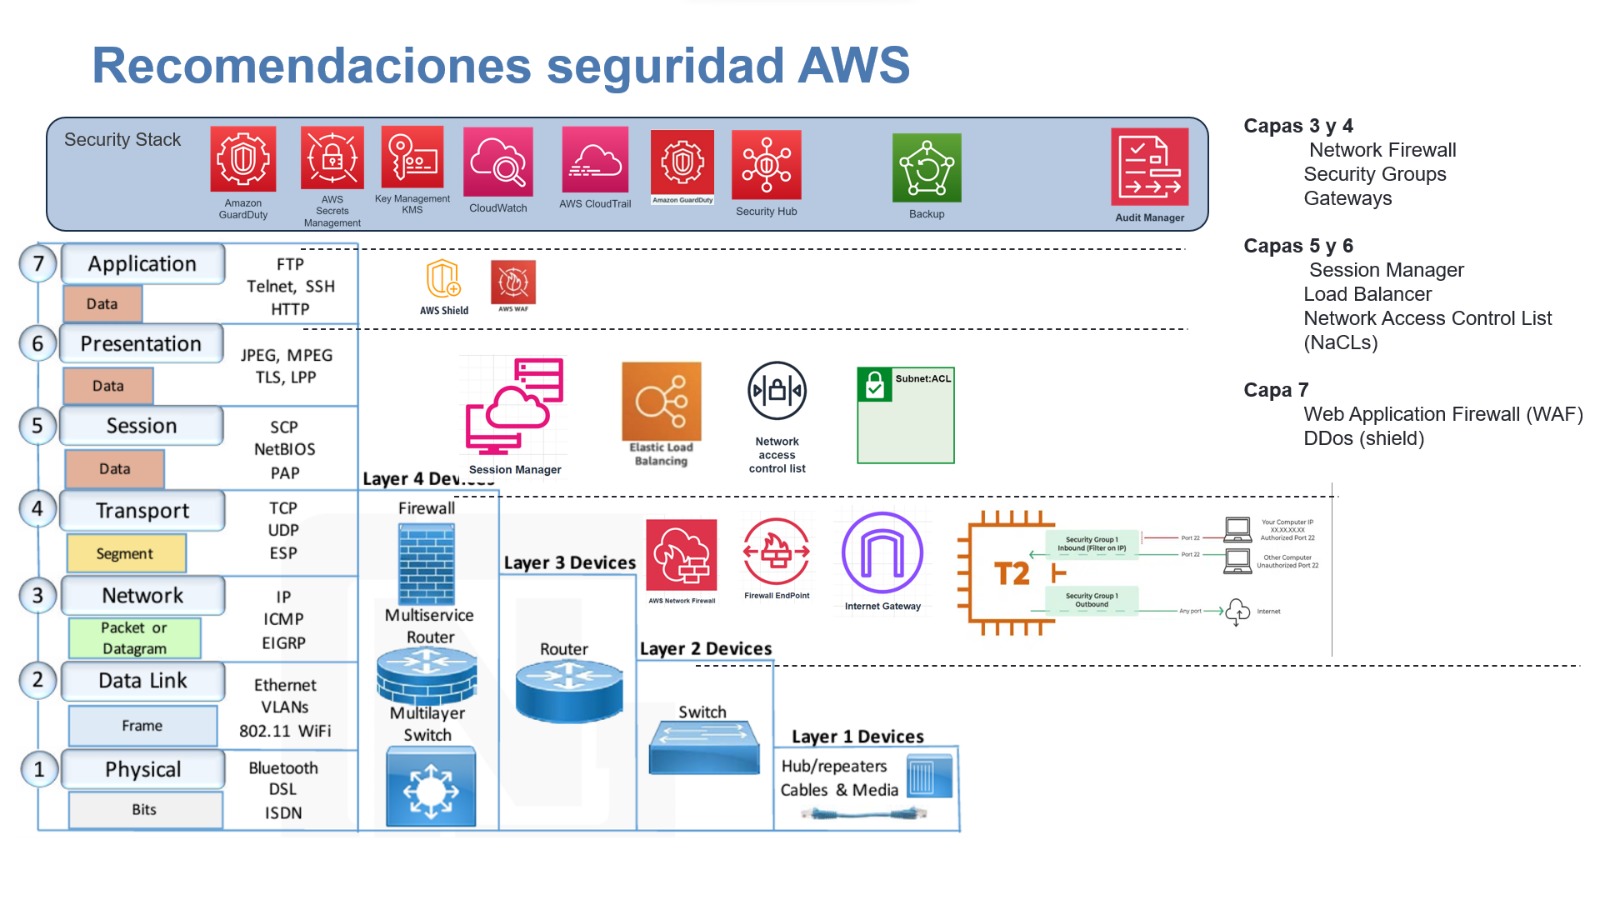 Recomendaciones seguridad AWS
Security Stack
Amazon
GuardDuty
AWS
Secrets
Management
Key Management
KMS
CloudWatch
AWS CloudTrail
Amazon GuardDuty
Security Hub
Backup
Audit Manager
Capas 3 y 4
Network Firewall
Security Groups
Gateways
Capas 5 y 6
Session Manager
Load Balancer
Network Access Control List
(NaCLs)
Capa 7
Web Application Firewall (WAF)
DDos (shield)
7
Application
Data
FTP
Telnet, SSH
HTTP
AWS Shield
AWS WAF
6
Presentation
Data
JPEG, MPEG
TLS, LPP
5
Session
Data
SCP
NetBIOS
PAP
Session Manager
Elastic Load
Balancing
Network
access
control list
Subnet:ACL
4
Transport
Segment
TCP
UDP
ESP
3
Network
Packet or
Datagram
IP
ICMP
EIGRP
2
Data Link
Frame
Ethernet
VLANs
802.11 WiFi
1
Physical
Bits
Bluetooth
DSL
ISDN
Layer 4 Devices
Firewall
Multiservice
Router
Multilayer
Switch
Layer 3 Devices
Router
Layer 2 Devices
Switch
Layer 1 Devices
Hub/repeaters
Cables & Media
AWS Network Firewall
Firewall EndPoint
Internet Gateway
T2
Security Group 1
Inbound (Filter on IP)
Security Group 1
Outbound
Port 22
Port 22
Any port
Your Computer IP
XX.XX.XX.XX
Authorized Port 22
Other Computer
Unauthorized Port 22
Internet